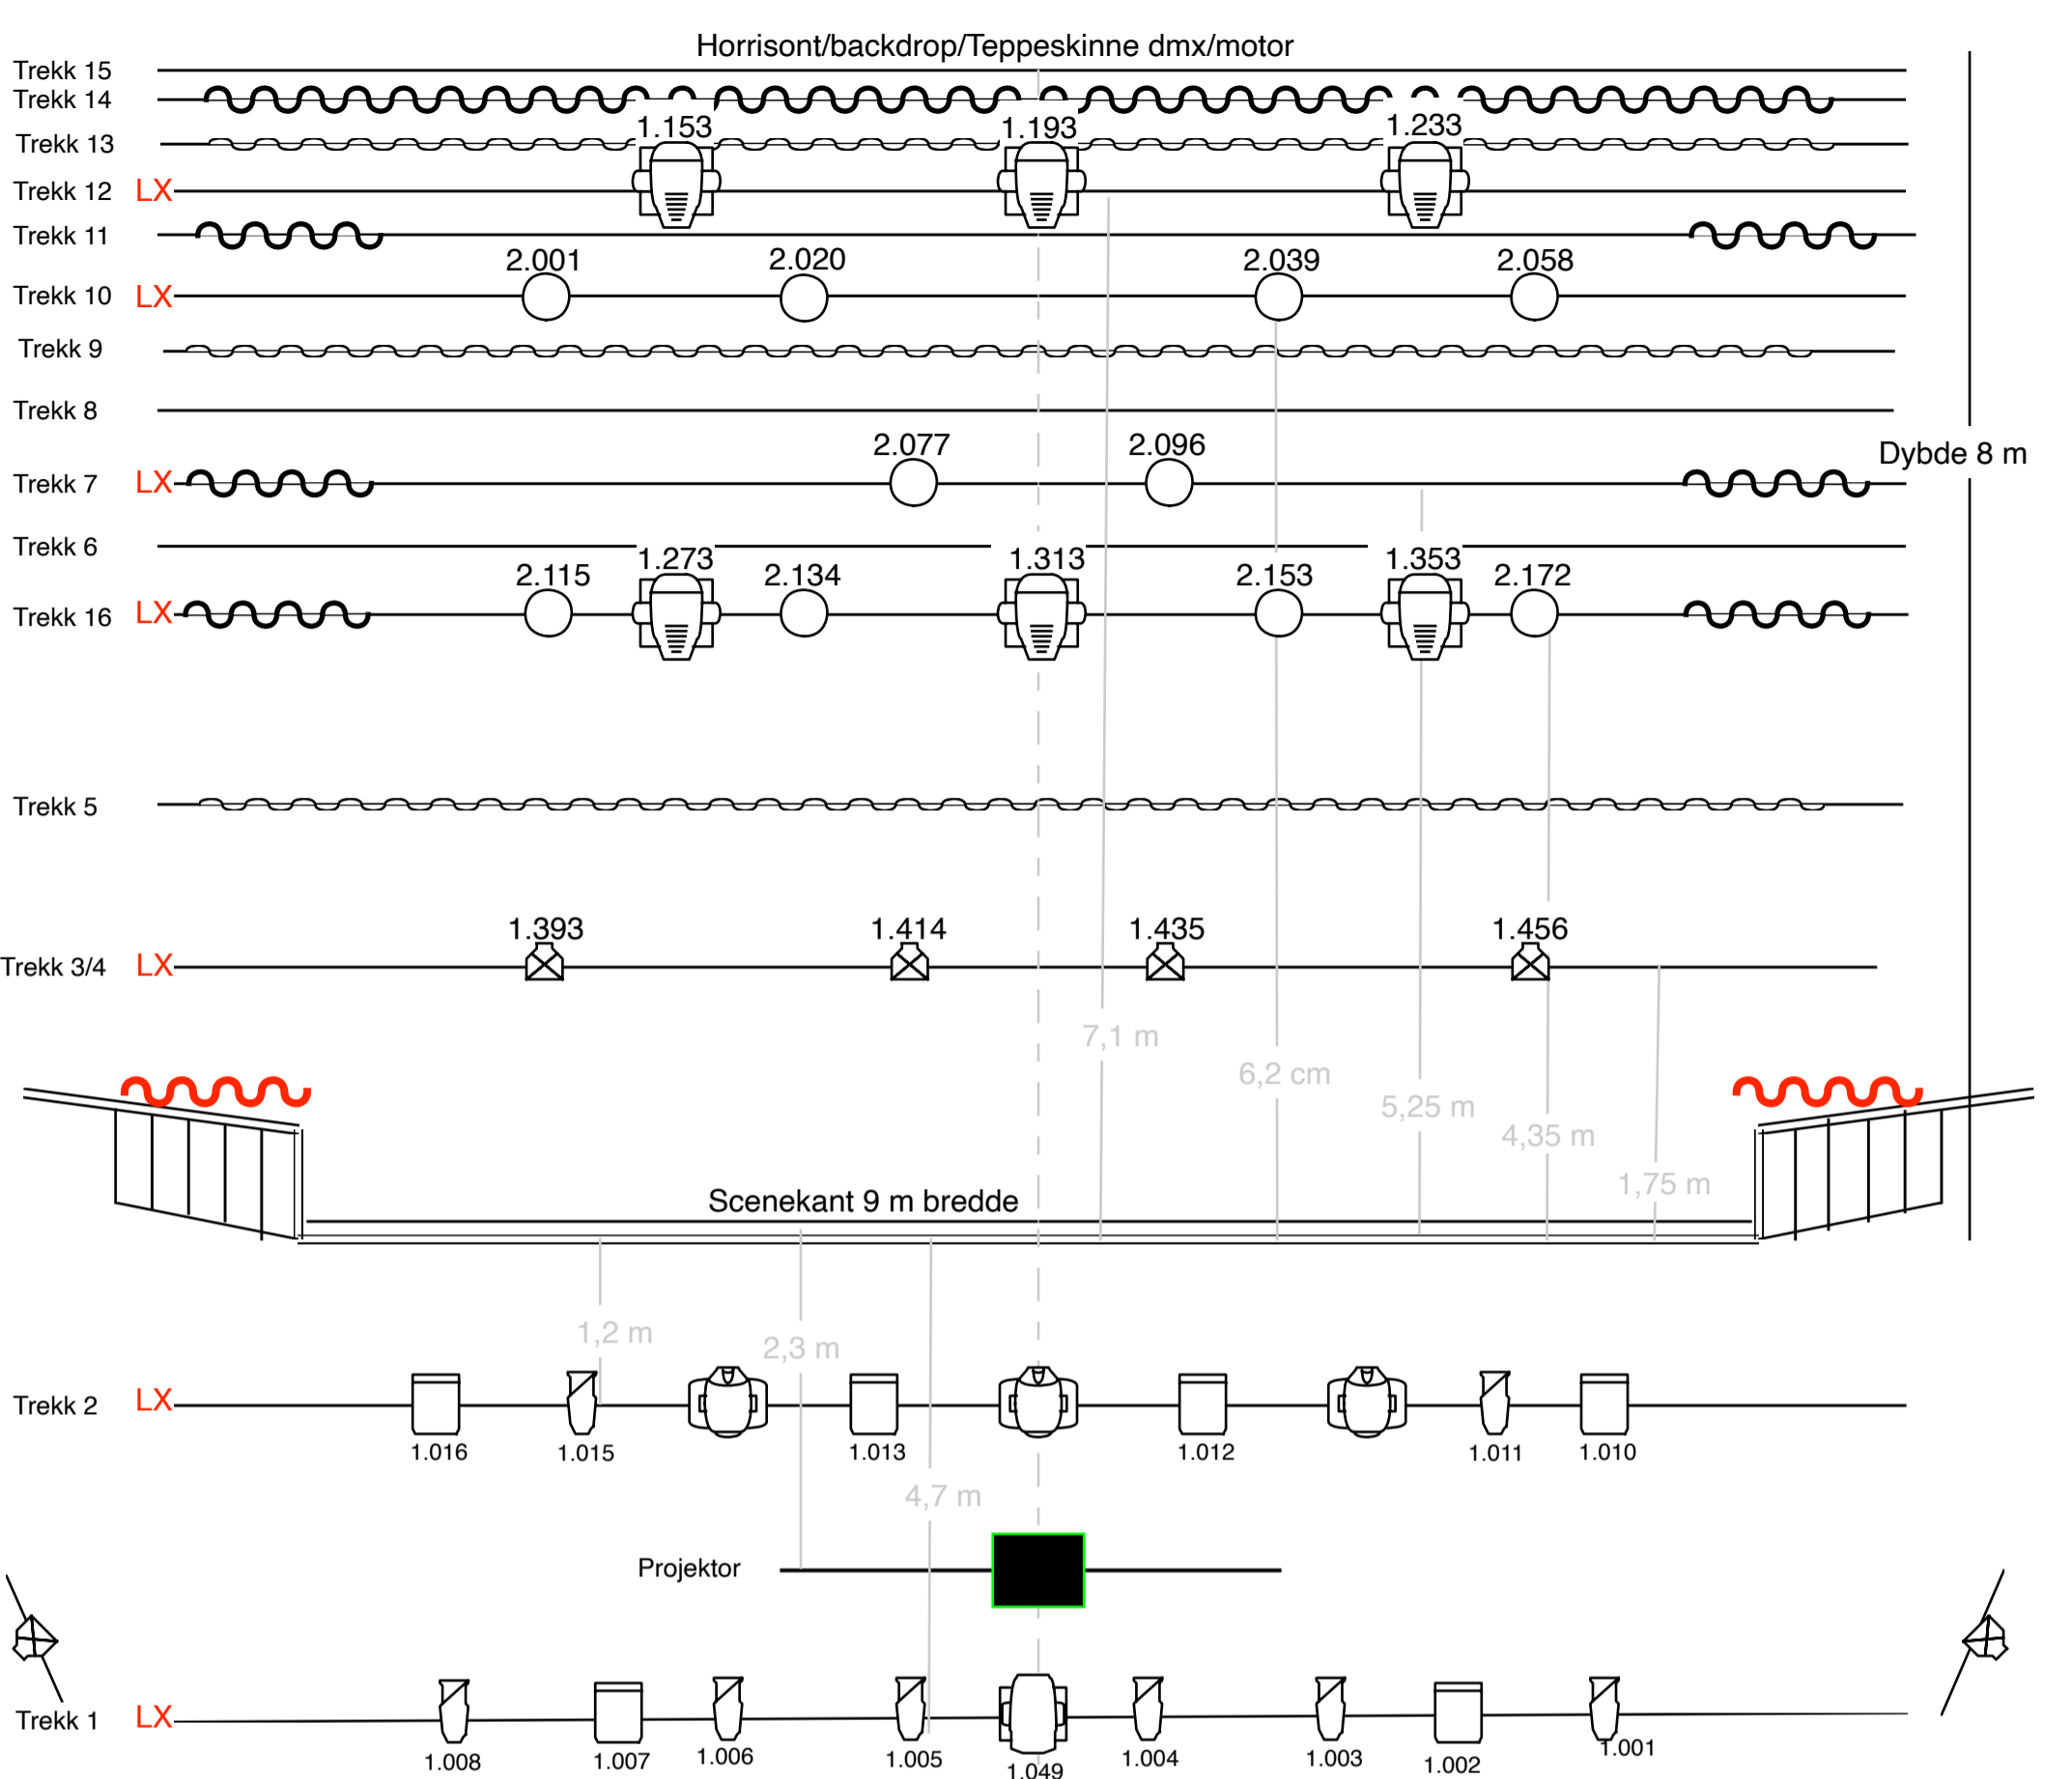 Horrisont/backdrop/Teppeskinne dmx/motor
Trekk 15
Trekk 14
1.153 1.193 1.233
Trekk 13
Trekk 12 LX
Trekk 11
2.001 2.020 2.039 2.058
Trekk 10 LX
Trekk 9
Trekk 8
2.077 2.096 Dybde 8 m
Trekk 7 LX
Trekk 6
1.273 1.313 1.353
2.115 2.134 2.153 2.172
Trekk 16 LX
Trekk 5
1.393 1.414 1.435 1.456
Trekk 3/4 LX
7,1 m
6,2 cm
5,25 m
4,35 m
1,75 m
Scenekant 9 m bredde
1,2 m
2,3 m
Trekk 2 LX
1.016 1.015 1.013 1.012 1.011 1.010
4,7 m
Projektor
Trekk 1 LX
1.008 1.007 1.006 1.005 1.049 1.004 1.003 1.002 1.001